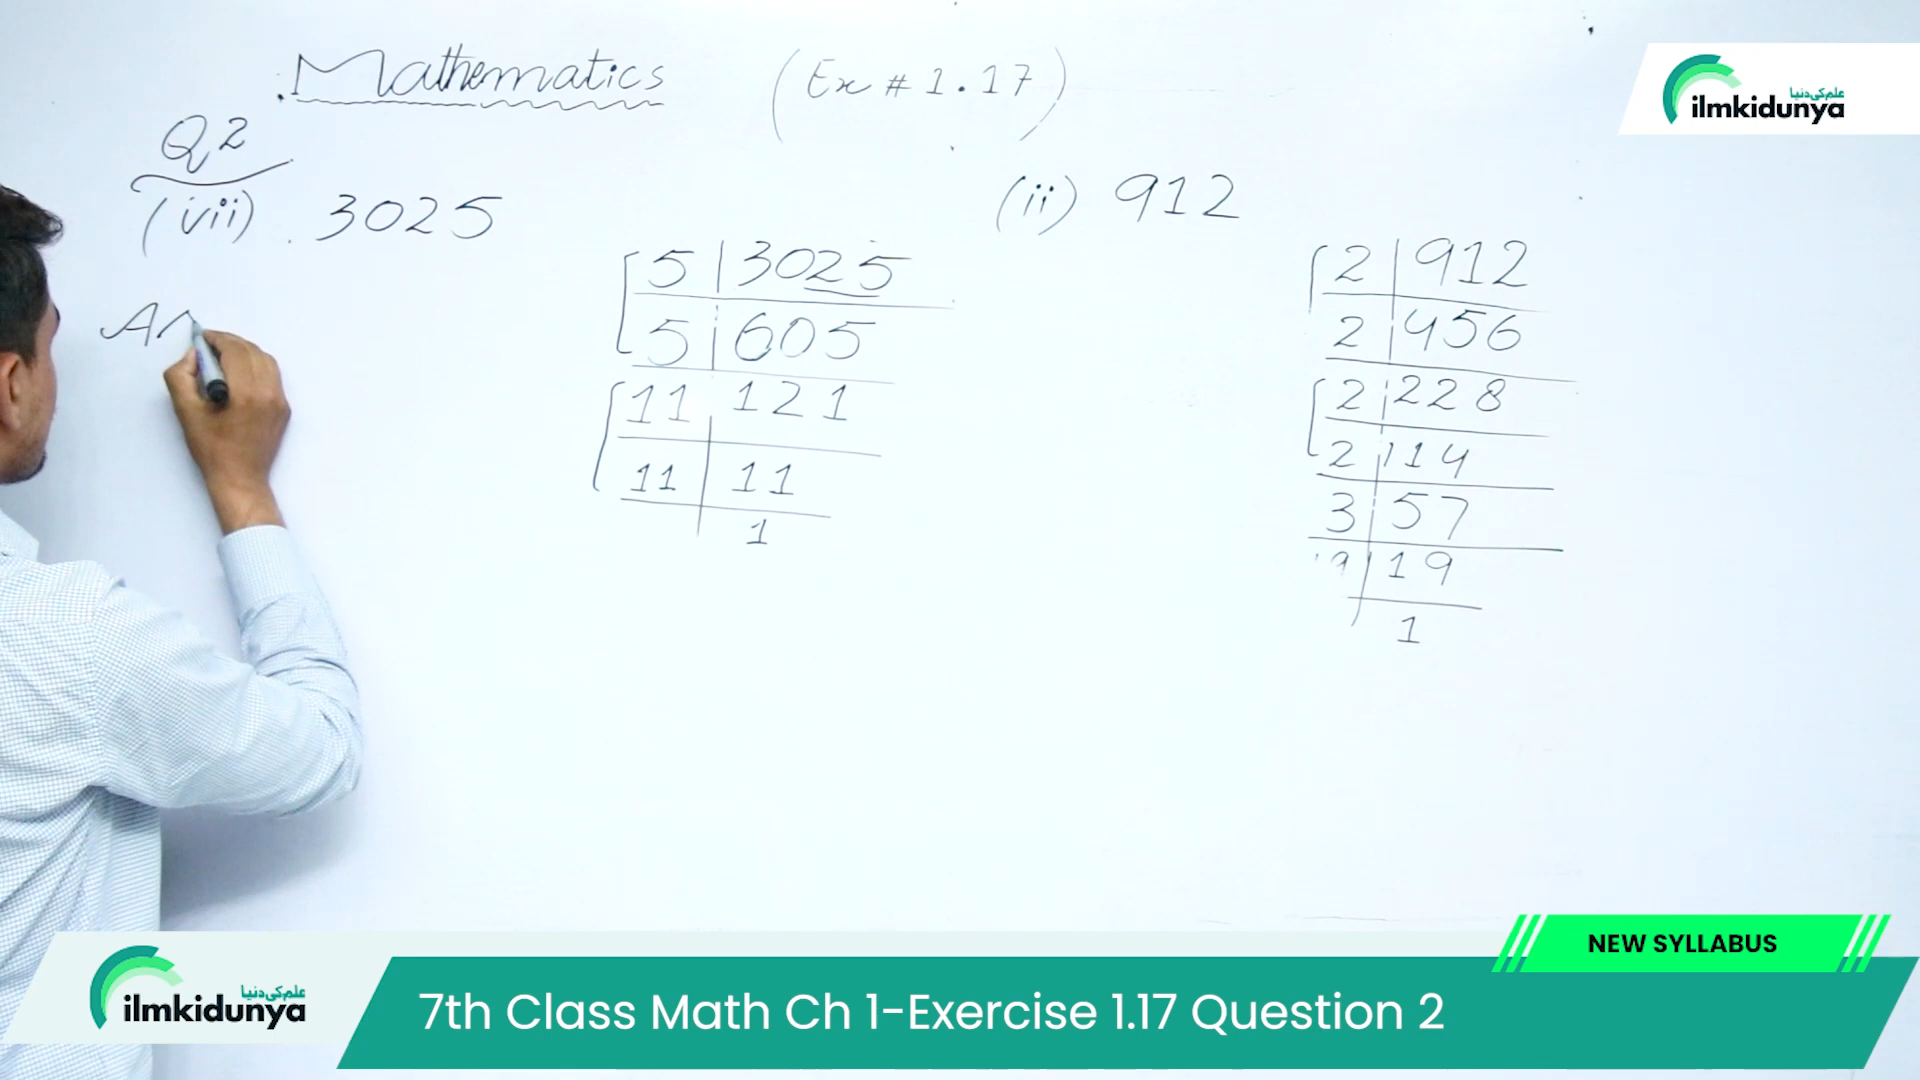 Mathematics
(Ex # 1.17)
علم کی دنیا
ilmkidunya
Q2
(vii) . 3025
(ii) 912
5 | 3025
5 | 605
11 | 121
11 | 11
1
2 | 912
2 | 456
2 | 228
2 | 114
3 | 57
19 | 19
1
An
NEW SYLLABUS
علم کی دنیا
ilmkidunya
7th Class Math Ch 1-Exercise 1.17 Question 2